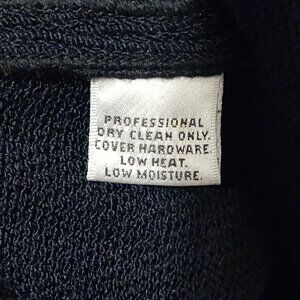 PROFESSIONAL
DRY CLEAN ONLY.
COVER HARDWARE.
LOW HEAT.
LOW MOISTURE.